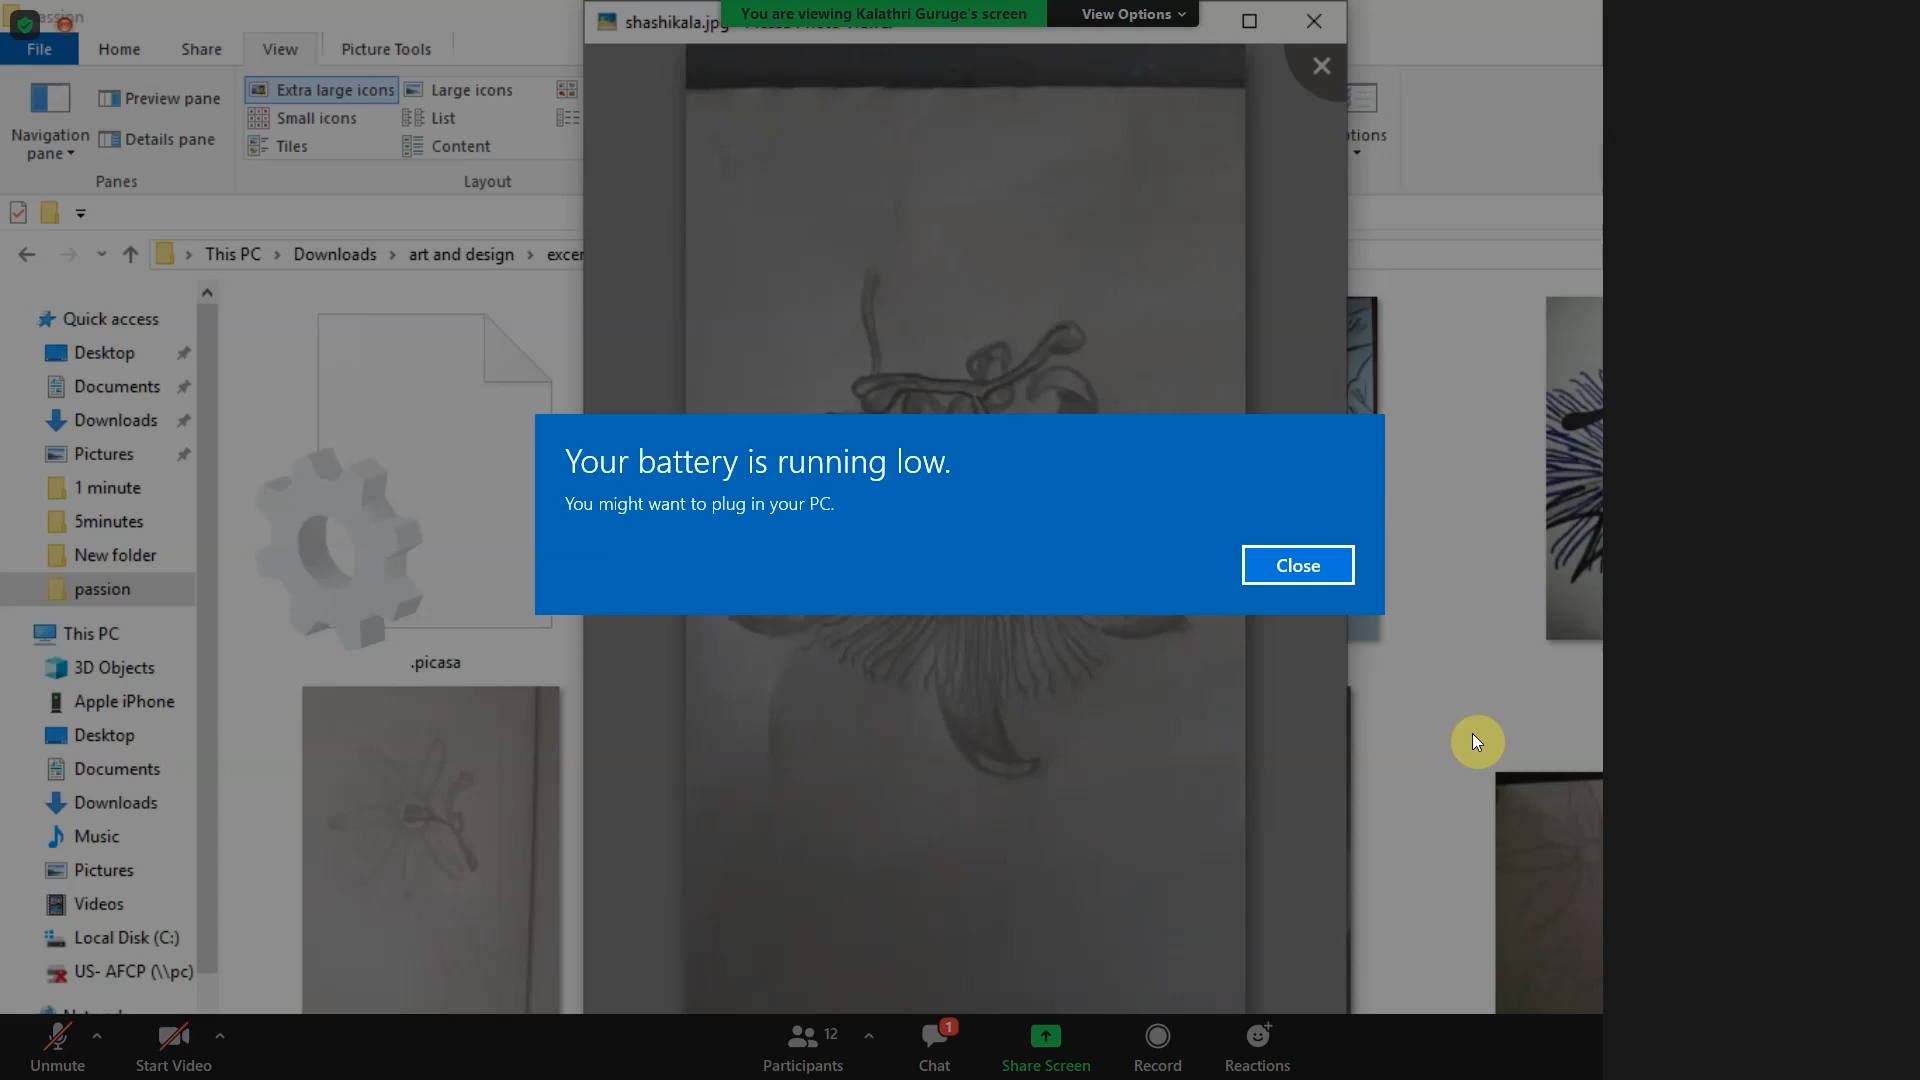 passion
You are viewing Kalathri Guruge's screen
View Options
shashikala.jpg
File
Home
Share
View
Picture Tools
Navigation
pane
Preview pane
Details pane
Panes
Extra large icons
Large icons
Small icons
List
Tiles
Content
Layout
tions
This PC
Downloads
art and design
excer
Quick access
Desktop
Documents
Downloads
Pictures
1 minute
5minutes
New folder
passion
This PC
3D Objects
Apple iPhone
Desktop
Documents
Downloads
Music
Pictures
Videos
Local Disk (C:)
US- AFCP (\\pc)
.picasa
Your battery is running low.
You might want to plug in your PC.
Close
Unmute
Start Video
12
Participants
1
Chat
Share Screen
Record
Reactions